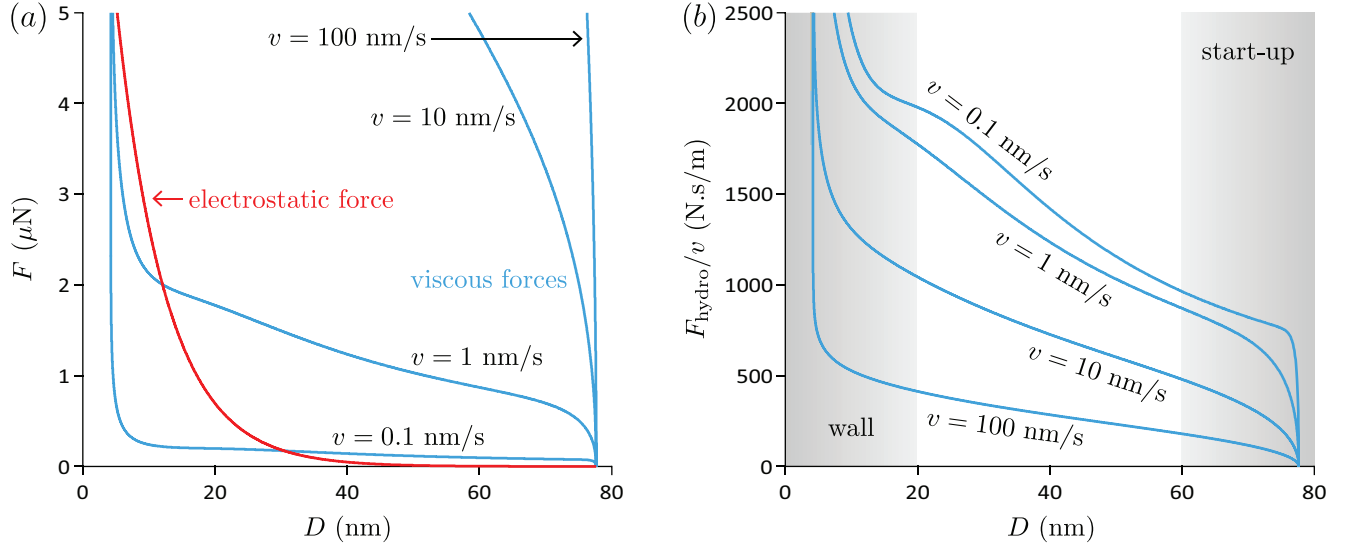 (a)
5
4
3
2
1
0
F (μN)
v = 100 nm/s
v = 10 nm/s
electrostatic force
viscous forces
v = 1 nm/s
v = 0.1 nm/s
0 20 40 60 80
D (nm)
(b)
2500
2000
1500
1000
500
0
F_hydro/v (N.s/m)
start-up
v = 0.1 nm/s
v = 1 nm/s
v = 10 nm/s
v = 100 nm/s
wall
0 20 40 60 80
D (nm)